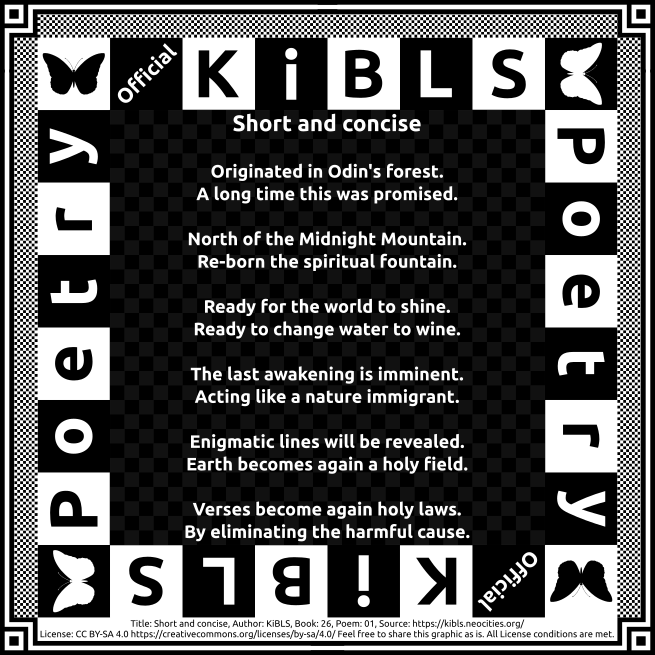 Official KiBLS
Poetry
Poetry
Short and concise
Originated in Odin's forest.
A long time this was promised.
North of the Midnight Mountain.
Re-born the spiritual fountain.
Ready for the world to shine.
Ready to change water to wine.
The last awakening is imminent.
Acting like a nature immigrant.
Enigmatic lines will be revealed.
Earth becomes again a holy field.
Verses become again holy laws.
By eliminating the harmful cause.
Official KiBLS
Title: Short and concise, Author: KiBLS, Book: 26, Poem: 01, Source: https://kibls.neocities.org/
License: CC BY-SA 4.0 https://creativecommons.org/licenses/by-sa/4.0/ Feel free to share this graphic as is. All License conditions are met.